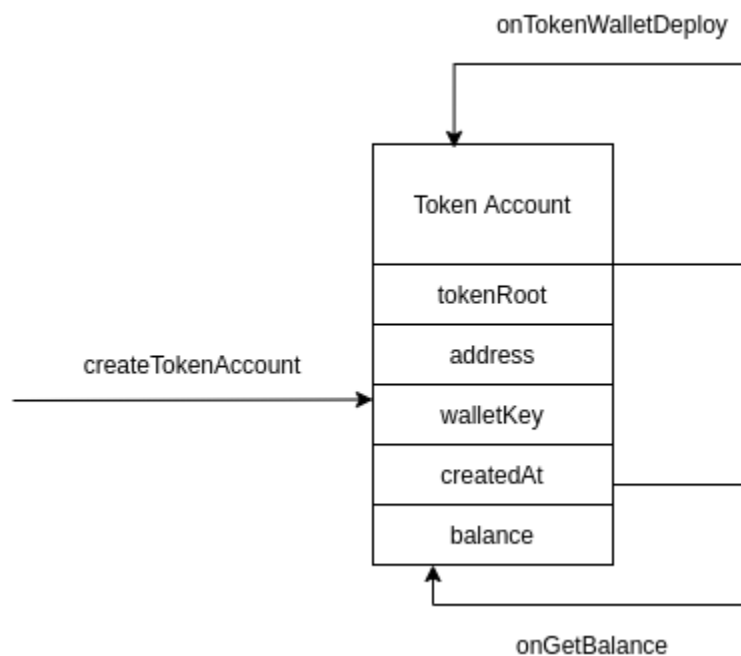 onTokenWalletDeploy
Token Account
tokenRoot
address
createTokenAccount
walletKey
createdAt
balance
onGetBalance